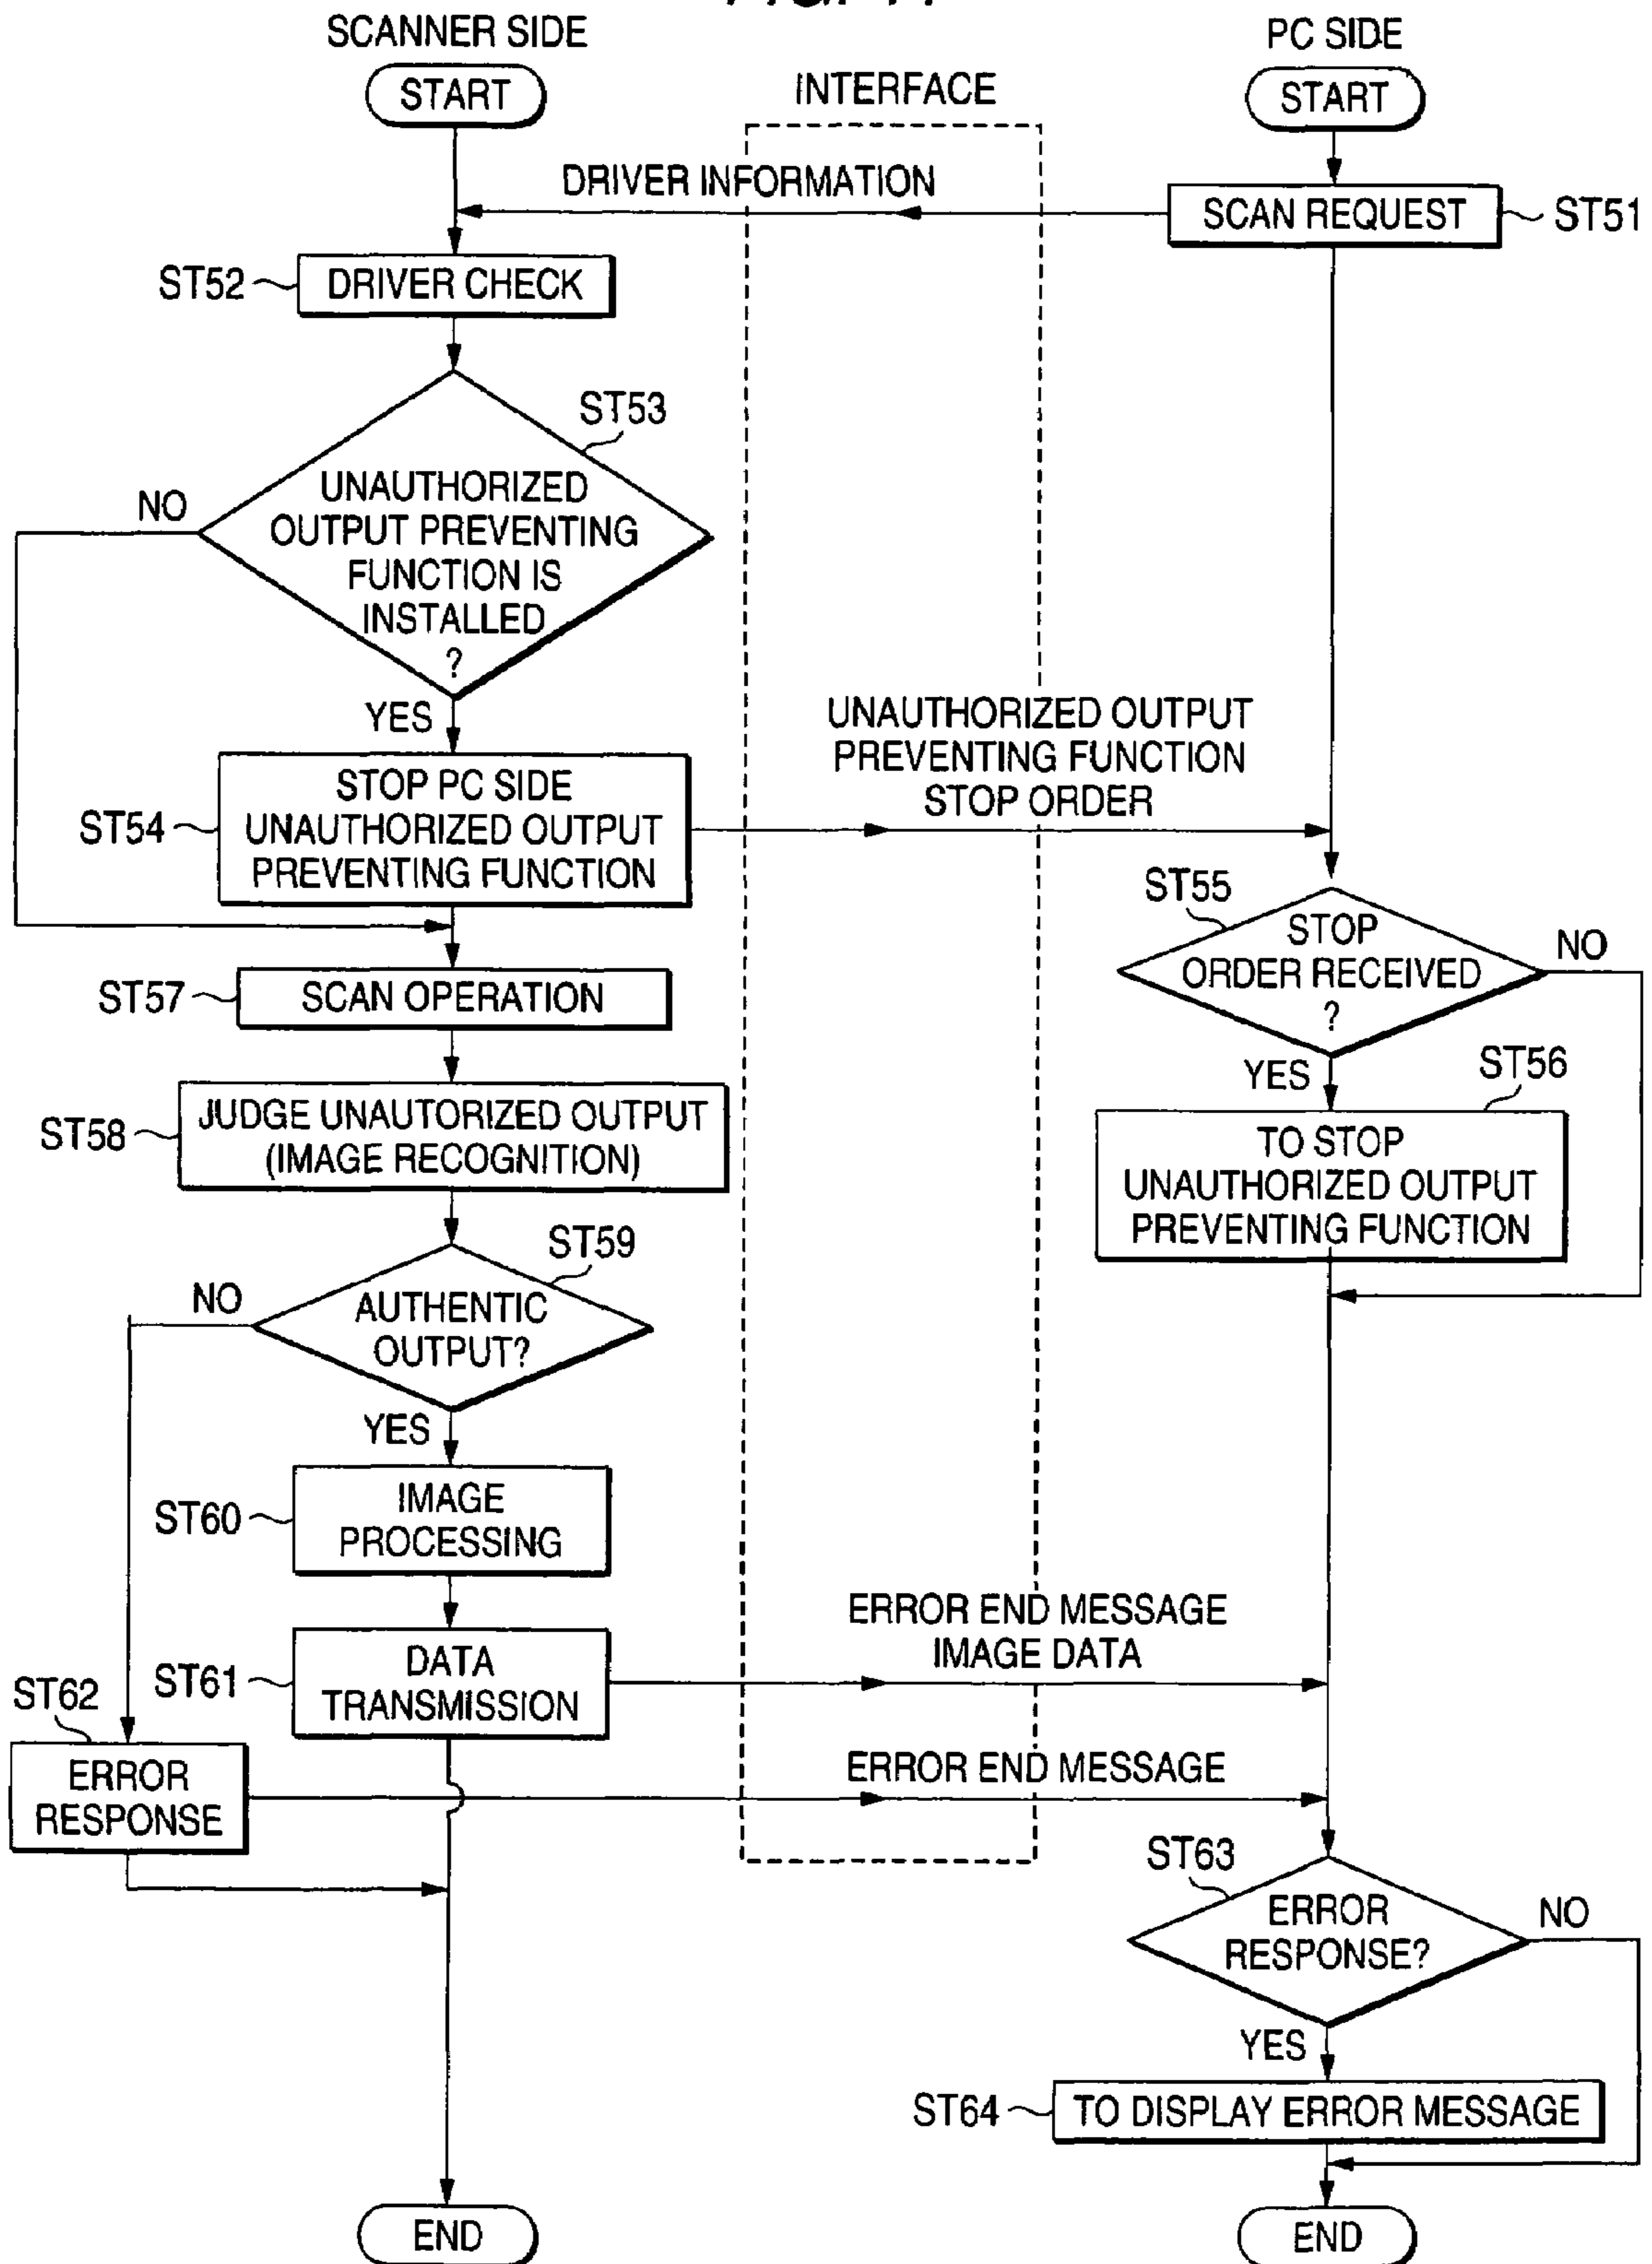 SCANNER SIDE
START
INTERFACE
PC SIDE
START
DRIVER INFORMATION
SCAN REQUEST
ST51
ST52
DRIVER CHECK
ST53
UNAUTHORIZED
OUTPUT PREVENTING
FUNCTION IS
INSTALLED
?
NO
YES
UNAUTHORIZED OUTPUT
PREVENTING FUNCTION
STOP ORDER
ST54
STOP PC SIDE
UNAUTHORIZED OUTPUT
PREVENTING FUNCTION
ST55
STOP
ORDER RECEIVED
?
NO
YES
ST57
SCAN OPERATION
ST56
TO STOP
UNAUTHORIZED OUTPUT
PREVENTING FUNCTION
ST58
JUDGE UNAUTORIZED OUTPUT
(IMAGE RECOGNITION)
ST59
AUTHENTIC
OUTPUT?
NO
YES
ST60
IMAGE
PROCESSING
ERROR END MESSAGE
IMAGE DATA
ST61
DATA
TRANSMISSION
ST62
ERROR
RESPONSE
ERROR END MESSAGE
ST63
ERROR
RESPONSE?
NO
YES
ST64
TO DISPLAY ERROR MESSAGE
END
END